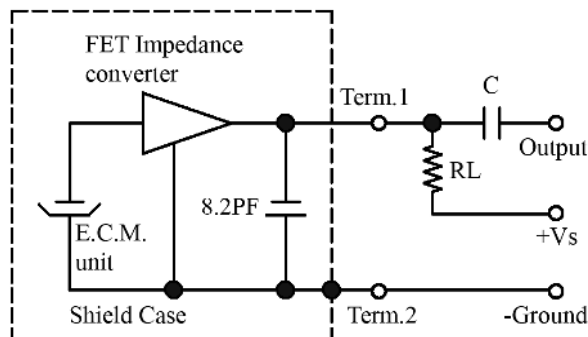 FET Impedance
converter
Term.1
C
Output
RL
8.2PF
+Vs
E.C.M.
unit
Shield Case
Term.2
-Ground